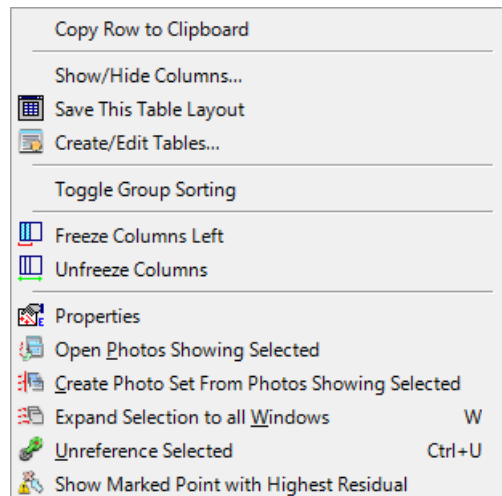 Copy Row to Clipboard
Show/Hide Columns...
Save This Table Layout
Create/Edit Tables...
Toggle Group Sorting
Freeze Columns Left
Unfreeze Columns
Properties
Open Photos Showing Selected
Create Photo Set From Photos Showing Selected
Expand Selection to all Windows W
Unreference Selected Ctrl+U
Show Marked Point with Highest Residual